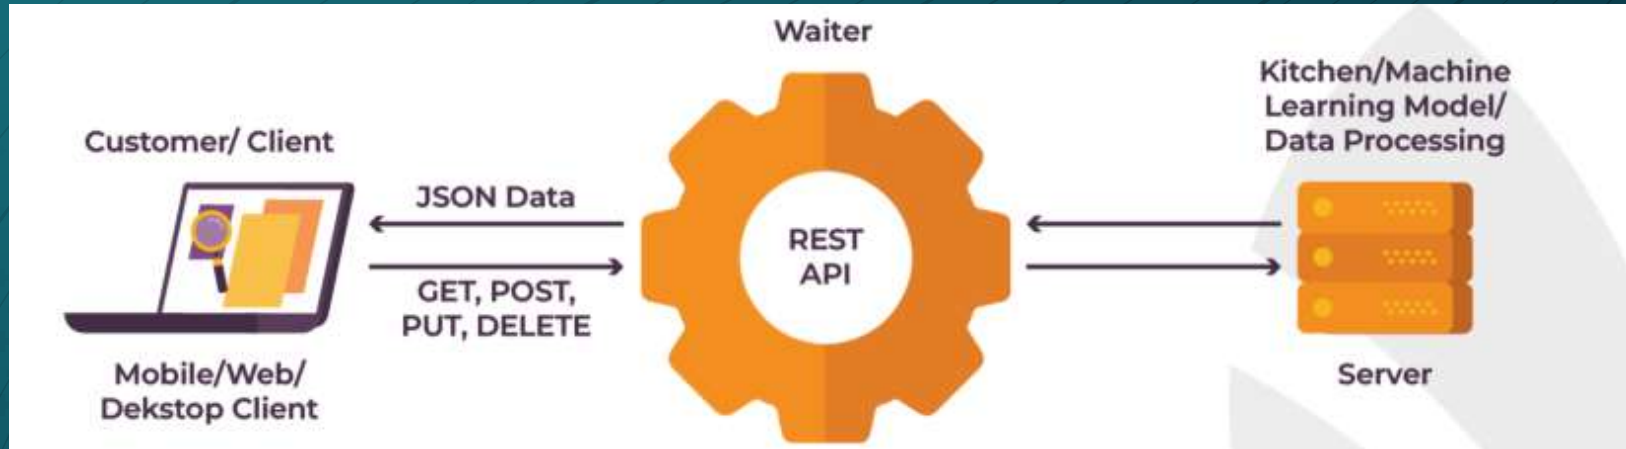 Waiter
Customer/ Client
JSON Data
GET, POST,
PUT, DELETE
Mobile/Web/
Dekstop Client
REST
API
Kitchen/Machine
Learning Model/
Data Processing
Server